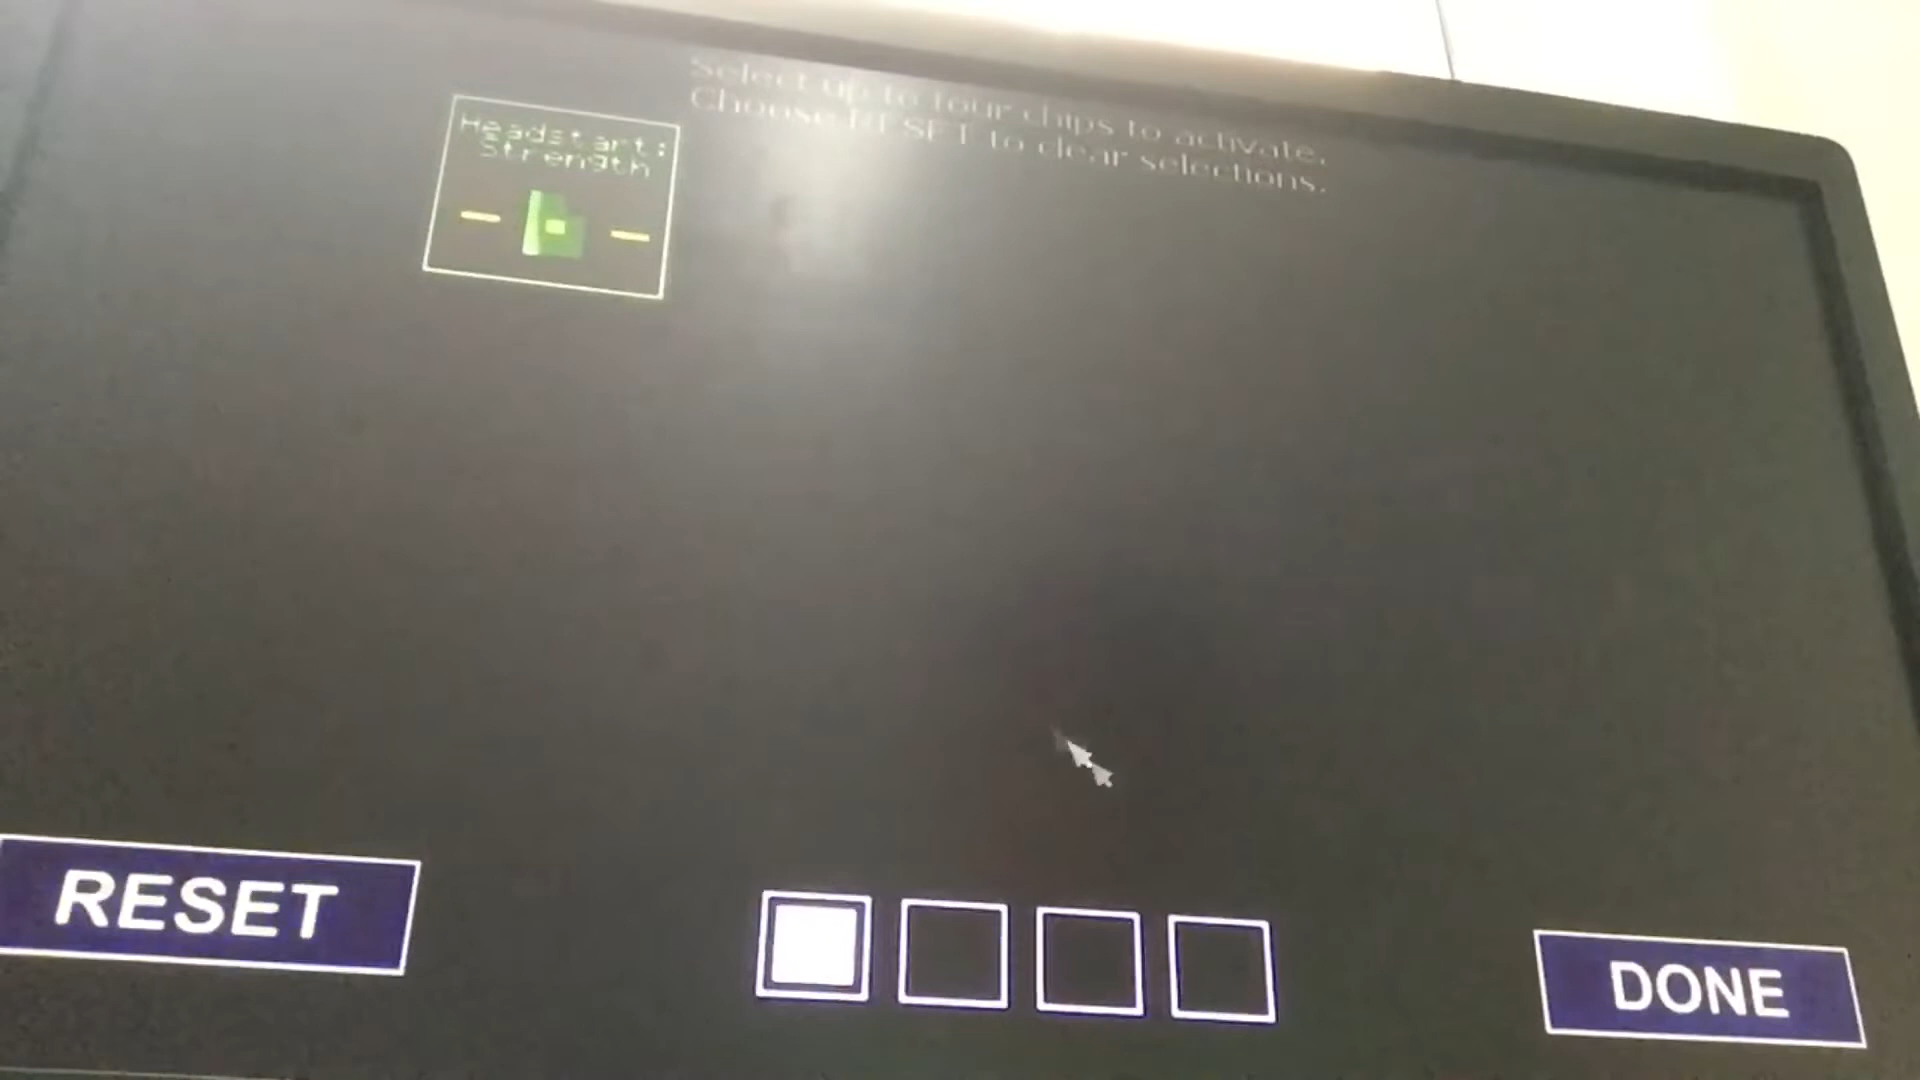 Select up to four chips to activate.
Choose RESET to clear selections.
Headstart:
Strength
RESET
DONE